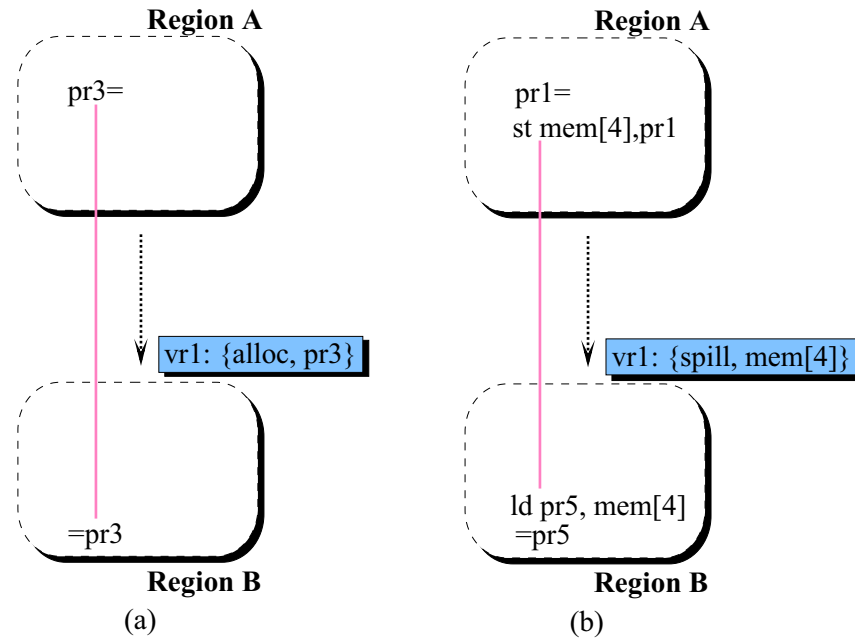 Region A
pr3=
vr1: {alloc, pr3}
=pr3
Region B
(a)
Region A
pr1=
st mem[4],pr1
vr1: {spill, mem[4]}
ld pr5, mem[4]
=pr5
Region B
(b)